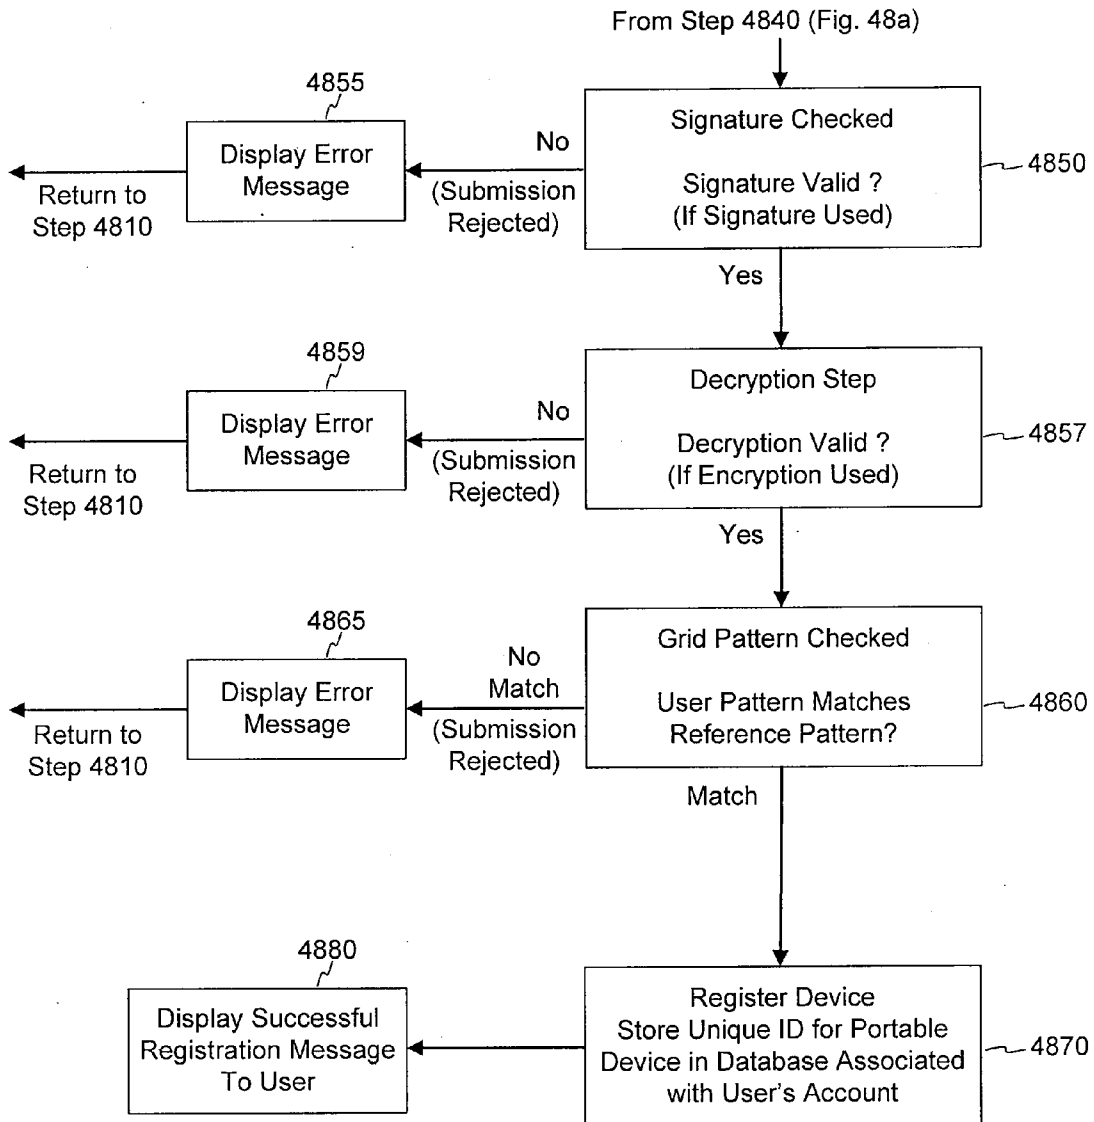 From Step 4840 (Fig. 48a)
4855
Display Error
Message
Return to
Step 4810
No
(Submission
Rejected)
Signature Checked
Signature Valid ?
(If Signature Used)
4850
Yes
4859
Display Error
Message
Return to
Step 4810
No
(Submission
Rejected)
Decryption Step
Decryption Valid ?
(If Encryption Used)
4857
Yes
4865
Display Error
Message
Return to
Step 4810
No
Match
(Submission
Rejected)
Grid Pattern Checked
User Pattern Matches
Reference Pattern?
4860
Match
4880
Display Successful
Registration Message
To User
Register Device
Store Unique ID for Portable
Device in Database Associated
with User's Account
4870